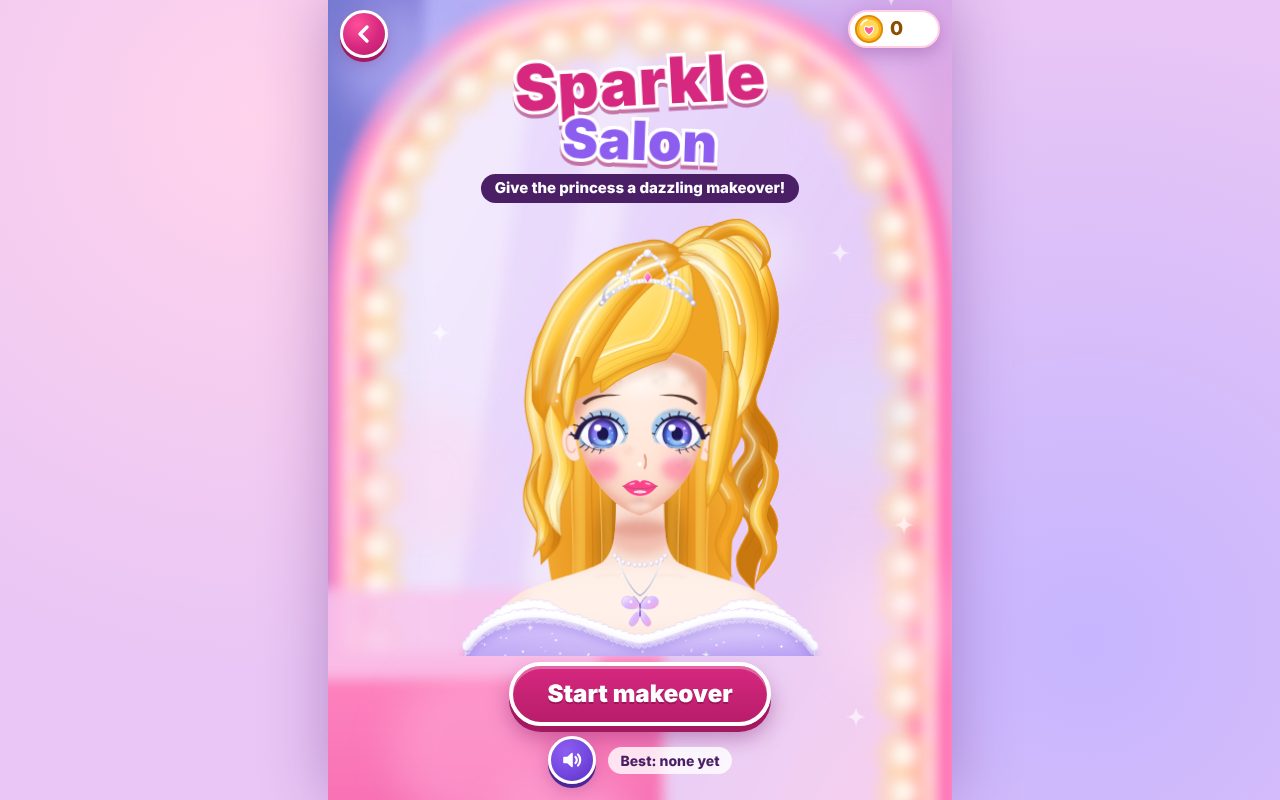 0
Sparkle
Salon
Give the princess a dazzling makeover!
Start makeover
Best: none yet